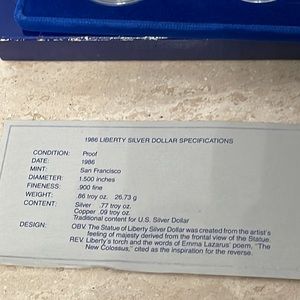 1986 LIBERTY SILVER DOLLAR SPECIFICATIONS
CONDITION: Proof
DATE: 1986
MINT: San Francisco
DIAMETER: 1.500 inches
FINENESS: .900 fine
WEIGHT: .86 troy oz. 26.73 g
CONTENT: Silver .77 troy oz.
Copper .09 troy oz.
Traditional content for U.S. Silver Dollar
DESIGN: OBV. The Statue of Liberty Silver Dollar was created from the artist's
feeling of majesty derived from the frontal view of the Statue.
REV. Liberty's torch and the words of Emma Lazarus' poem, "The
New Colossus," cited as the inspiration for the reverse.